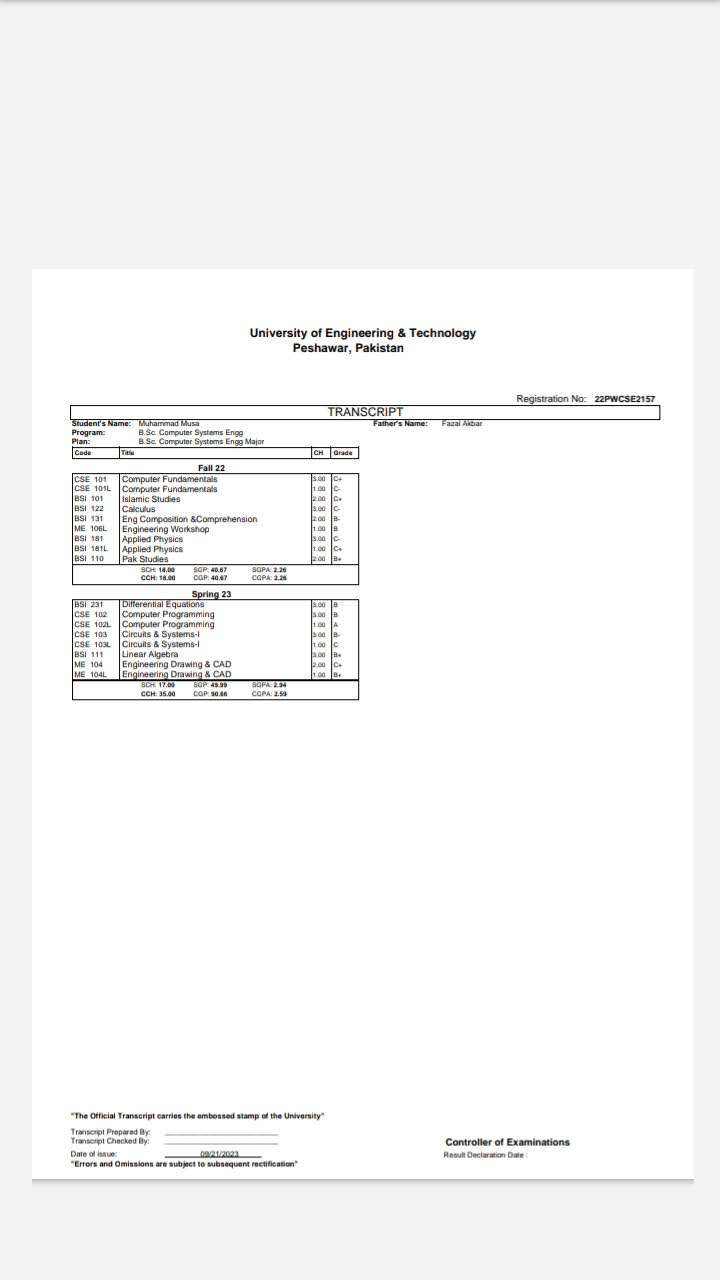 University of Engineering & Technology
Peshawar, Pakistan
Registration No: 22PWCSE2157
TRANSCRIPT
Student's Name: Muhammad Musa Father's Name: Fazal Akbar
Program: B.Sc. Computer Systems Engg
Plan: B.Sc. Computer Systems Engg Major
Code Title CH Grade
Fall 22
CSE 101 Computer Fundamentals 3.00 C+
CSE 101L Computer Fundamentals 1.00 C-
BSI 101 Islamic Studies 2.00 C+
BSI 122 Calculus 3.00 C-
BSI 131 Eng Composition &Comprehension 2.00 B-
ME 106L Engineering Workshop 1.00 B
BSI 181 Applied Physics 3.00 C-
BSI 181L Applied Physics 1.00 C+
BSI 110 Pak Studies 2.00 B+
SCH: 18.00 SGP: 40.67 SGPA: 2.26
CCH: 18.00 CGP: 40.67 CGPA: 2.26
Spring 23
BSI 231 Differential Equations 3.00 B
CSE 102 Computer Programming 3.00 B
CSE 102L Computer Programming 1.00 A
CSE 103 Circuits & Systems-I 3.00 B-
CSE 103L Circuits & Systems-I 1.00 C
BSI 111 Linear Algebra 3.00 B+
ME 104 Engineering Drawing & CAD 2.00 C+
ME 104L Engineering Drawing & CAD 1.00 B+
SCH: 17.00 SGP: 49.99 SGPA: 2.94
CCH: 35.00 CGP: 90.66 CGPA: 2.59
"The Official Transcript carries the embossed stamp of the University"
Transcript Prepared By:
Transcript Checked By:
Controller of Examinations
Date of issue: 09/21/2023 Result Declaration Date :
"Errors and Omissions are subject to subsequent rectification"